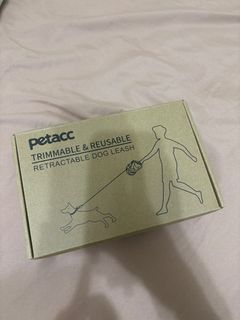 petacc
TRIMMABLE & REUSABLE
RETRACTABLE DOG LEASH